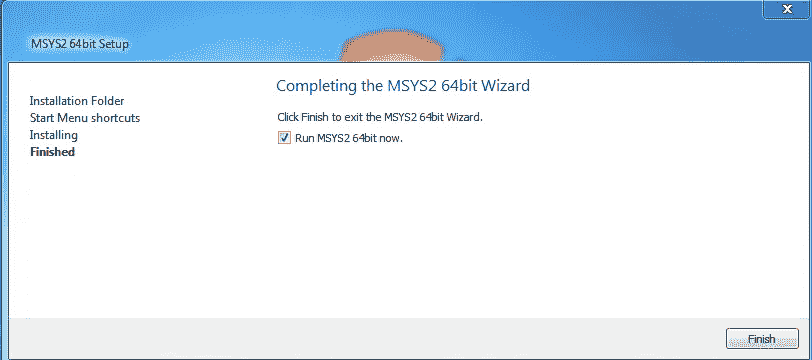 MSYS2 64bit Setup
Completing the MSYS2 64bit Wizard
Installation Folder
Start Menu shortcuts
Installing
Finished
Click Finish to exit the MSYS2 64bit Wizard.
Run MSYS2 64bit now.
Finish